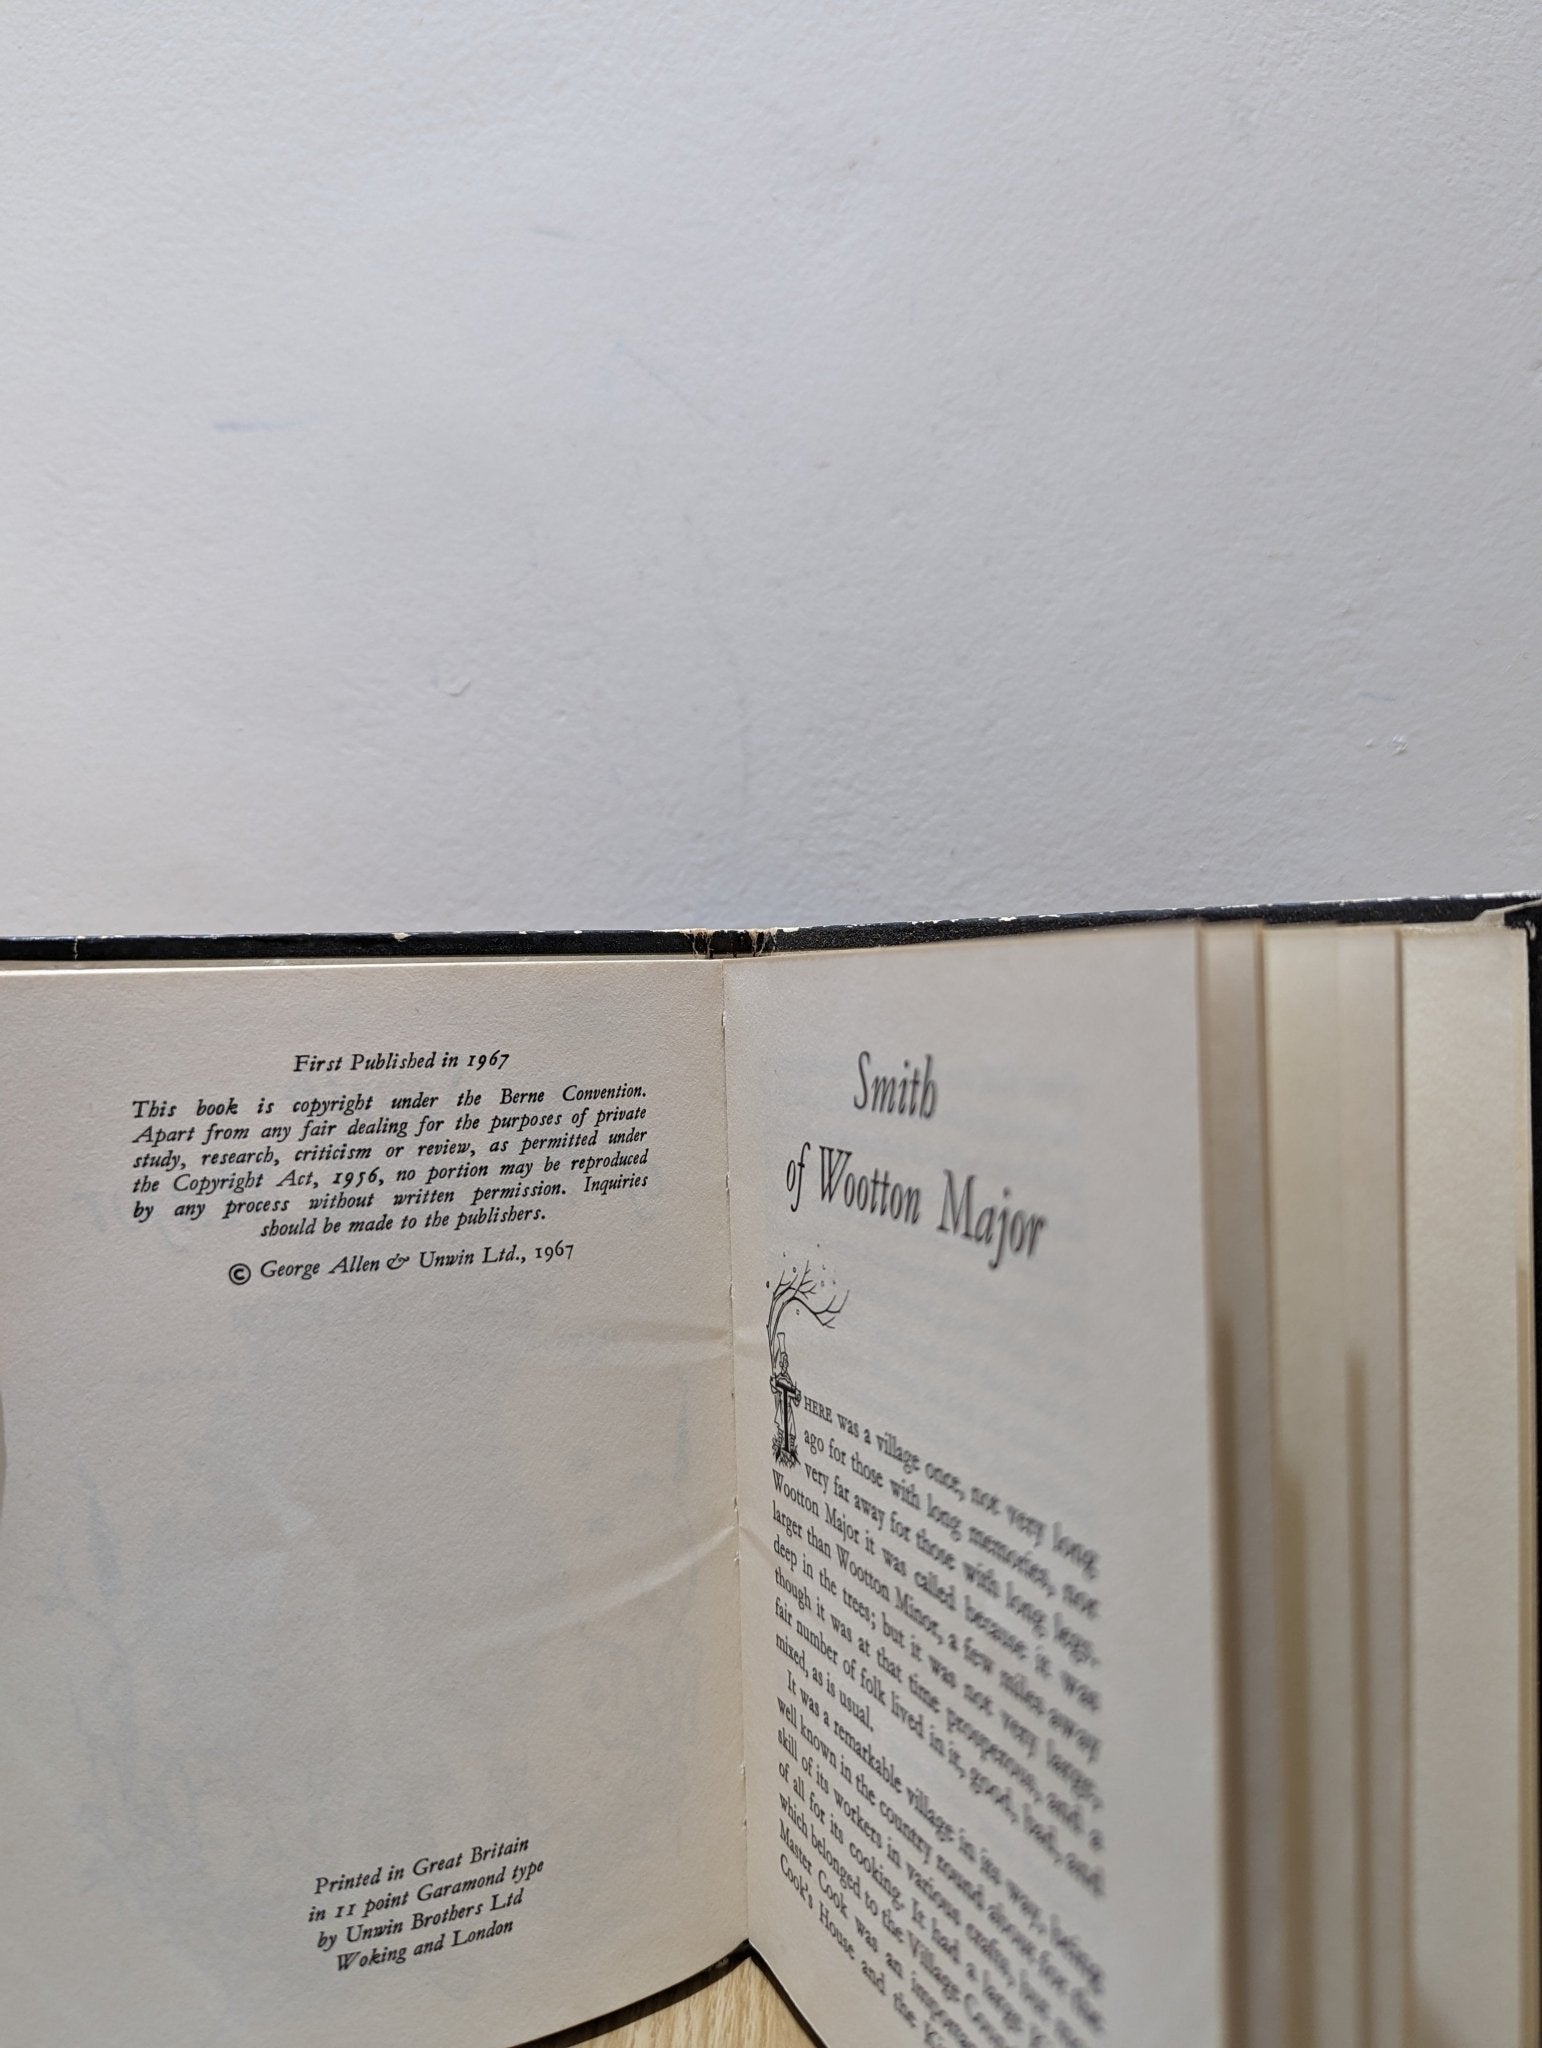 First Published in 1967
This book is copyright under the Berne Convention.
Apart from any fair dealing for the purposes of private
study, research, criticism or review, as permitted under
the Copyright Act, 1956, no portion may be reproduced
by any process without written permission. Inquiries
should be made to the publishers.
© George Allen & Unwin Ltd., 1967
Printed in Great Britain
in 11 point Garamond type
by Unwin Brothers Ltd
Woking and London
Smith
of Wootton Major
THERE was a village once, not very long
ago for those with long memories, not
very far away for those with long legs.
Wootton Major it was called because it was
larger than Wootton Minor, a few miles away
deep in the trees; but it was not very large,
though it was at that time prosperous, and a
fair number of folk lived in it, good, bad, and
mixed, as is usual.
It was a remarkable village in its way, being
well known in the country round about for the
skill of its workers in various crafts, but most
of all for its cooking. It had a large
which belonged to the Village
Master Cook was an important
Cook's House and the